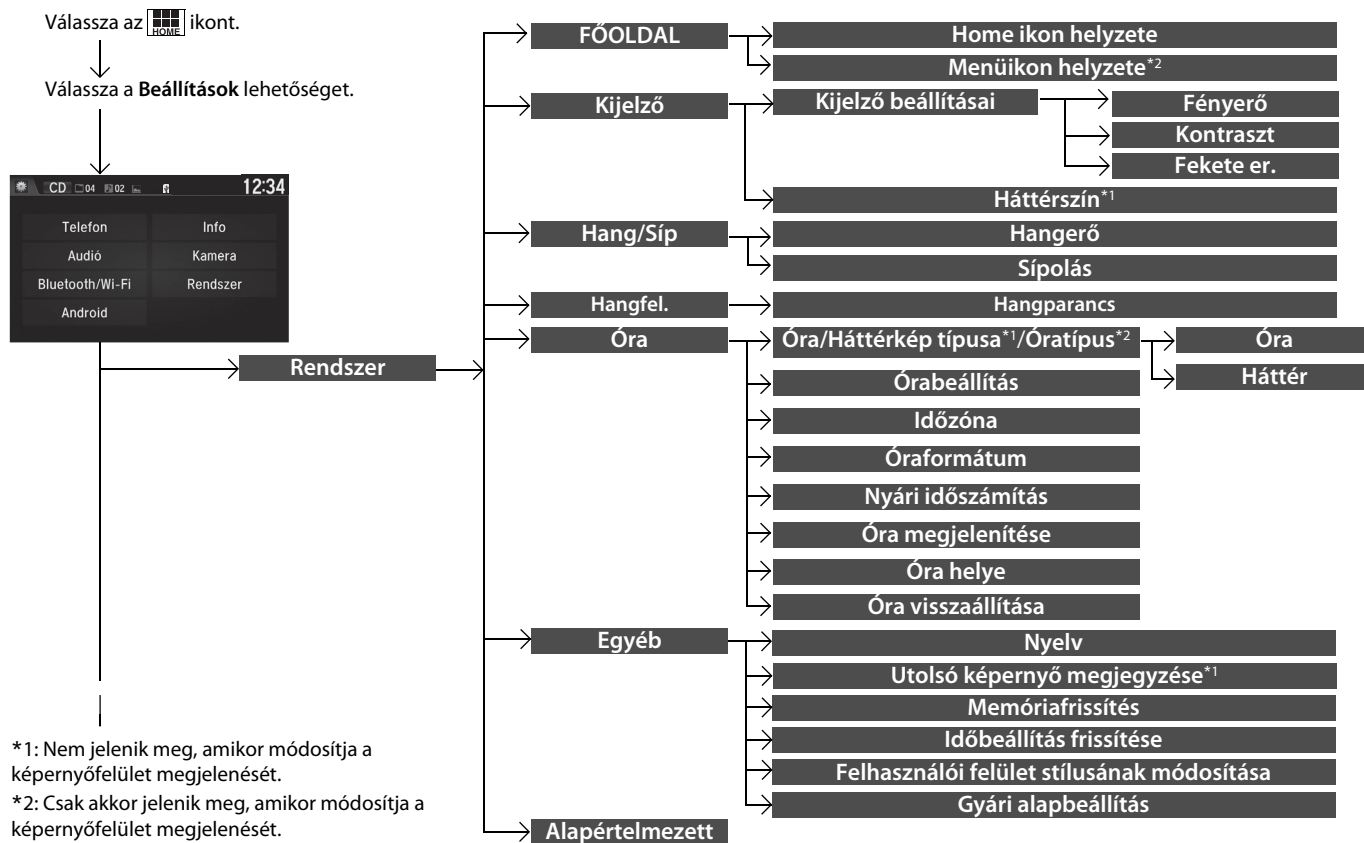 Válassza az HOME ikont.
Válassza a Beállítások lehetőséget.
CD 04 02 12:34
Telefon Info
Audió Kamera
Bluetooth/Wi-Fi Rendszer
Android
Rendszer
FŐOLDAL
Home ikon helyzete
Menüikon helyzete*2
Kijelző
Kijelző beállításai
Fényerő
Kontraszt
Fekete er.
Háttérszín*1
Hang/Síp
Hangerő
Sípolás
Hangfel.
Hangparancs
Óra
Óra/Háttérkép típusa*1/Óratípus*2
Óra
Háttér
Órabeállítás
Időzóna
Óraformátum
Nyári időszámítás
Óra megjelenítése
Óra helye
Óra visszaállítása
Egyéb
Nyelv
Utolsó képernyő megjegyzése*1
Memóriafrissítés
Időbeállítás frissítése
Felhasználói felület stílusának módosítása
Gyári alapbeállítás
Alapértelmezett
*1: Nem jelenik meg, amikor módosítja a
képernyőfelület megjelenését.
*2: Csak akkor jelenik meg, amikor módosítja a
képernyőfelület megjelenését.